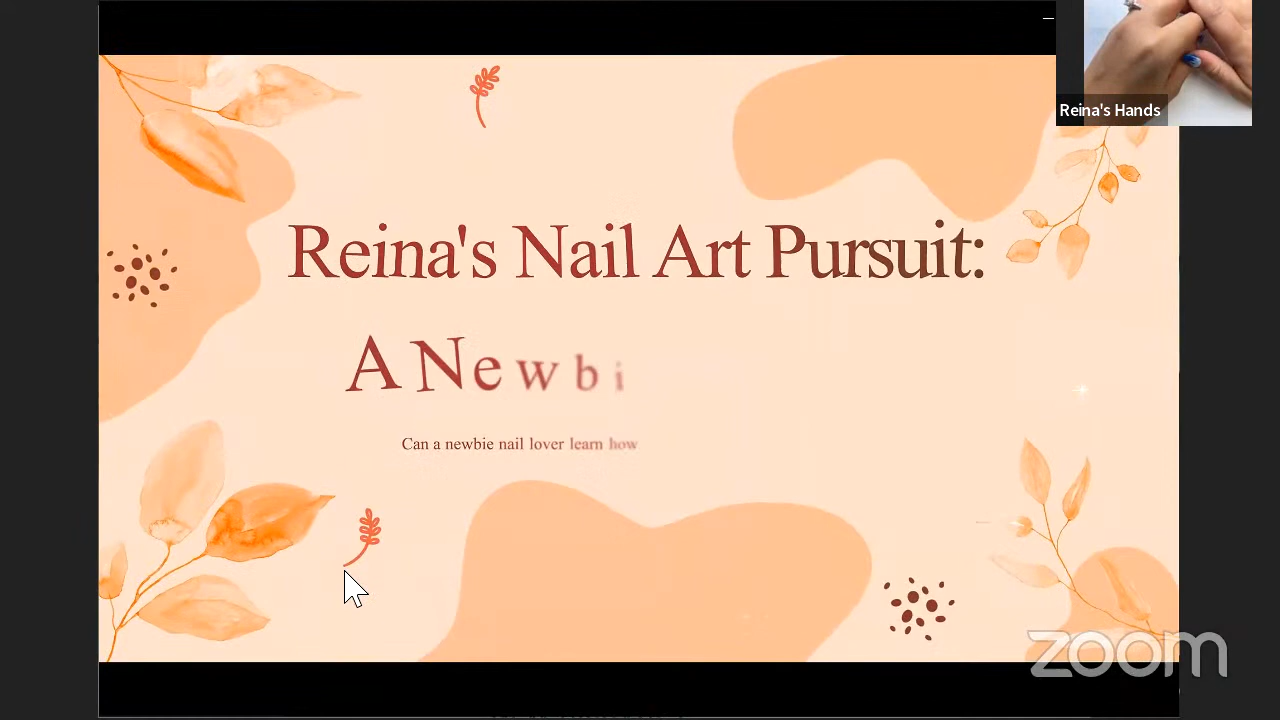 Reina's Hands
Reina's Nail Art Pursuit:
A Newbi
Can a newbie nail lover learn how
zoom